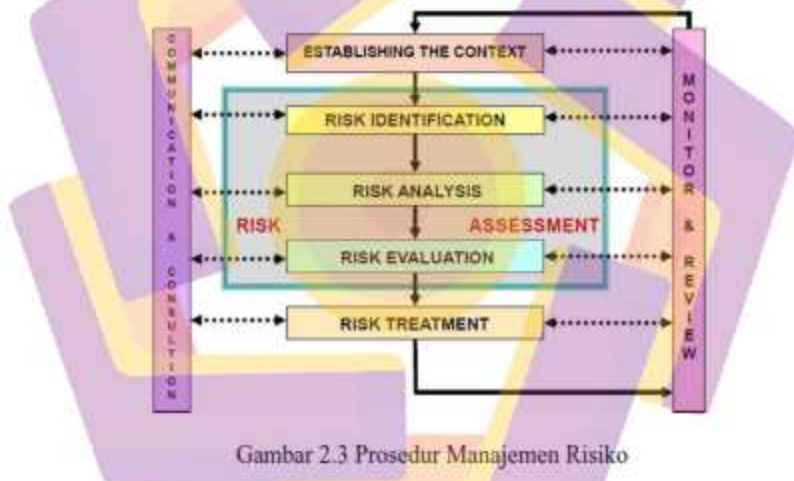 ESTABLISHING THE CONTEXT
RISK IDENTIFICATION
RISK ANALYSIS
RISK ASSESSMENT
RISK EVALUATION
RISK TREATMENT
COMMUNICATION & CONSULTION
MONITOR & REVIEW
Gambar 2.3 Prosedur Manajemen Risiko